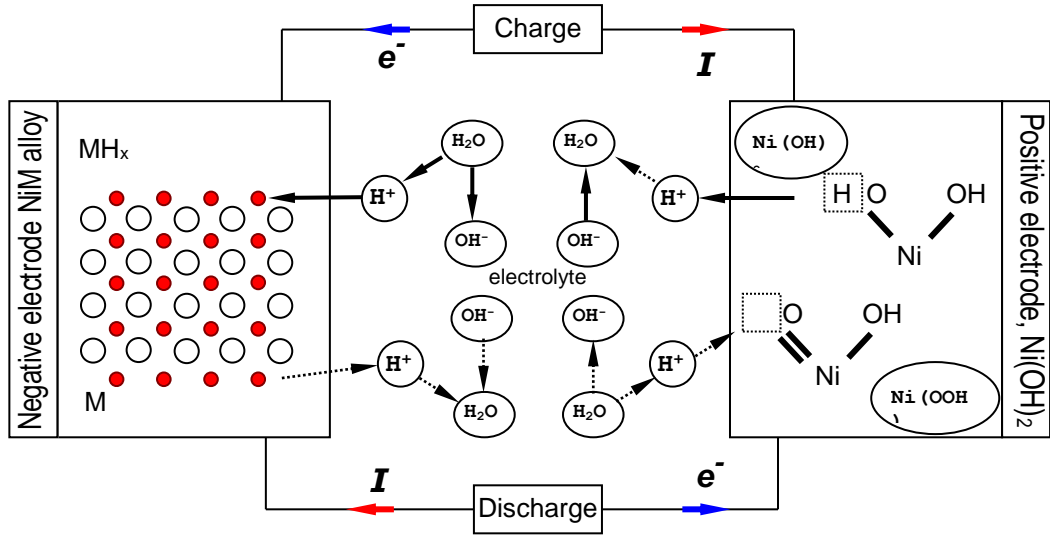 Charge
e⁻
I
Negative electrode NiM alloy
MHₓ
H₂O
H₂O
Ni(OH)
Positive electrode, Ni(OH)₂
H⁺
H⁺
H O
OH
OH⁻
OH⁻
Ni
electrolyte
OH⁻
OH⁻
O
OH
H⁺
H⁺
Ni
M
H₂O
H₂O
Ni(OOH
)
I
e⁻
Discharge